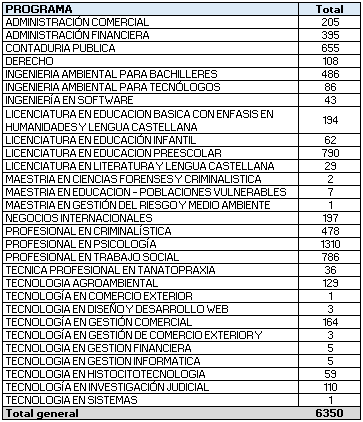 PROGRAMA Total
ADMINISTRACIÓN COMERCIAL 205
ADMINISTRACIÓN FINANCIERA 395
CONTADURIA PUBLICA 655
DERECHO 108
INGENIERIA AMBIENTAL PARA BACHILLERES 486
INGENIERIA AMBIENTAL PARA TECNÓLOGOS 86
INGENIERÍA EN SOFTWARE 43
LICENCIATURA EN EDUCACION BASICA CON ENFASIS EN
HUMANIDADES Y LENGUA CASTELLANA 194
LICENCIATURA EN EDUCACIÓN INFANTIL 62
LICENCIATURA EN EDUCACION PREESCOLAR 790
LICENCIATURA EN LITERATURA Y LENGUA CASTELLANA 29
MAESTRIA EN CIENCIAS FORENSES Y CRIMINALISTICA 2
MAESTRIA EN EDUCACION - POBLACIONES VULNERABLES 7
MAESTRIA EN GESTIÓN DEL RIESGO Y MEDIO AMBIENTE 1
NEGOCIOS INTERNACIONALES 197
PROFESIONAL EN CRIMINALÍSTICA 478
PROFESIONAL EN PSICOLOGÍA 1310
PROFESIONAL EN TRABAJO SOCIAL 786
TECNICA PROFESIONAL EN TANATOPRAXIA 36
TECNOLOGIA AGROAMBIENTAL 129
TECNOLOGÍA EN COMERCIO EXTERIOR 1
TECNOLOGIA EN DISEÑO Y DESARROLLO WEB 3
TECNOLOGÍA EN GESTIÓN COMERCIAL 164
TECNOLOGÍA EN GESTIÓN DE COMERCIO EXTERIOR Y 3
TECNOLOGIA EN GESTION FINANCIERA 5
TECNOLOGIA EN GESTION INFORMATICA 5
TECNOLOGIA EN HISTOCITOTECNOLOGIA 59
TECNOLOGÍA EN INVESTIGACIÓN JUDICIAL 110
TECNOLOGÍA EN SISTEMAS 1
Total general 6350